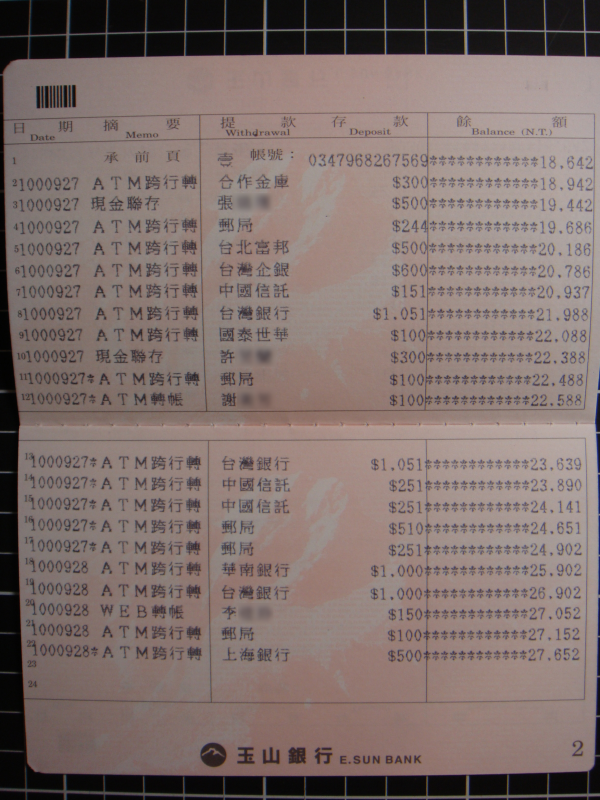 日 期 摘 要 提 款 存 款 餘 額
Date Memo Withdrawal Deposit Balance (N.T.)
1 承前頁 壹 帳號： 0347968267569************18.642
2 1000927 ATM跨行轉 合作金庫 $300************18.942
3 1000927 現金聯存 張 $500************19.442
4 1000927 ATM跨行轉 郵局 $244************19.686
5 1000927 ATM跨行轉 台北富邦 $500************20.186
6 1000927 ATM跨行轉 台灣企銀 $600************20.786
7 1000927 ATM跨行轉 中國信託 $151************20.937
8 1000927 ATM跨行轉 台灣銀行 $1.051************21.988
9 1000927 ATM跨行轉 國泰世華 $100************22.088
10 1000927 現金聯存 許 $300************22.388
11 1000927* ATM跨行轉 郵局 $100************22.488
12 1000927* ATM轉帳 謝 $100************22.588
13 1000927* ATM跨行轉 台灣銀行 $1.051************23.639
14 1000927* ATM跨行轉 中國信託 $251************23.890
15 1000927* ATM跨行轉 中國信託 $251************24.141
16 1000927* ATM跨行轉 郵局 $510************24.651
17 1000927* ATM跨行轉 郵局 $251************24.902
18 1000928 ATM跨行轉 華南銀行 $1.000************25.902
19 1000928 ATM跨行轉 台灣銀行 $1.000************26.902
20 1000928 WEB轉帳 李 $150************27.052
21 1000928 ATM跨行轉 郵局 $100************27.152
22 1000928* ATM跨行轉 上海銀行 $500************27.652
23
24
玉山銀行 E.SUN BANK
2